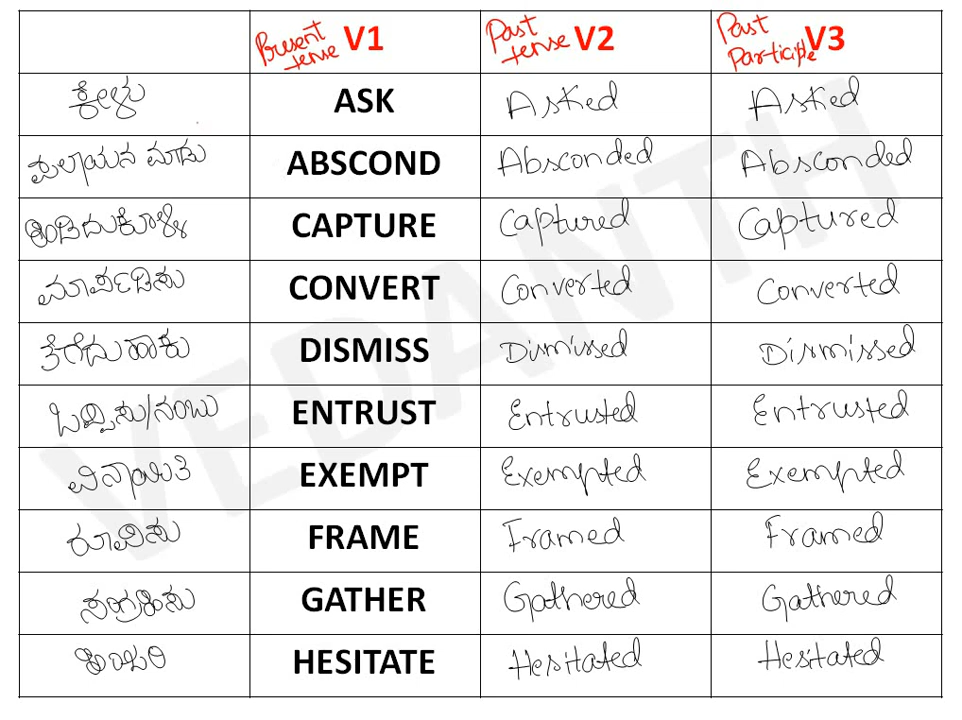 Present tense V1 Past tense V2 Past Participle V3
ಕೇಳು ASK Asked Asked
ಪಲಾಯನ ಮಾಡು ABSCOND Absconded Absconded
ಹಿಡಿದುಕೊಳ್ಳಿ CAPTURE Captured Captured
ಮಾರ್ಪಡಿಸು CONVERT Converted Converted
ತೆಗೆದುಹಾಕು DISMISS Dismissed Dismissed
ಒಪ್ಪಿಸು/ನಂಬು ENTRUST Entrusted Entrusted
ವಿನಾಯಿತಿ EXEMPT Exempted Exempted
ರೂಪಿಸು FRAME Framed Framed
ಸಂಗ್ರಹಿಸು GATHER Gathered Gathered
ಹಿಂಜರಿ HESITATE Hesitated Hesitated
VEDANTH